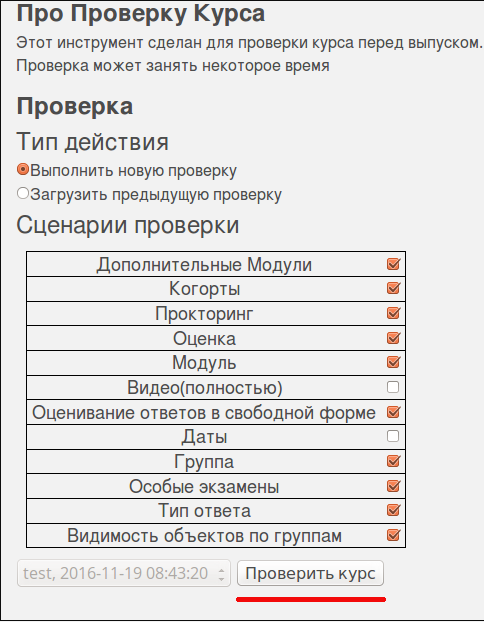 Про Проверку Курса
Этот инструмент сделан для проверки курса перед выпуском.
Проверка может занять некоторое время
Проверка
Тип действия
Выполнить новую проверку
Загрузить предыдущую проверку
Сценарии проверки
Дополнительные Модули
Когорты
Прокторинг
Оценка
Модуль
Видео(полностью)
Оценивание ответов в свободной форме
Даты
Группа
Особые экзамены
Тип ответа
Видимость объектов по группам
test, 2016-11-19 08:43:20 Проверить курс